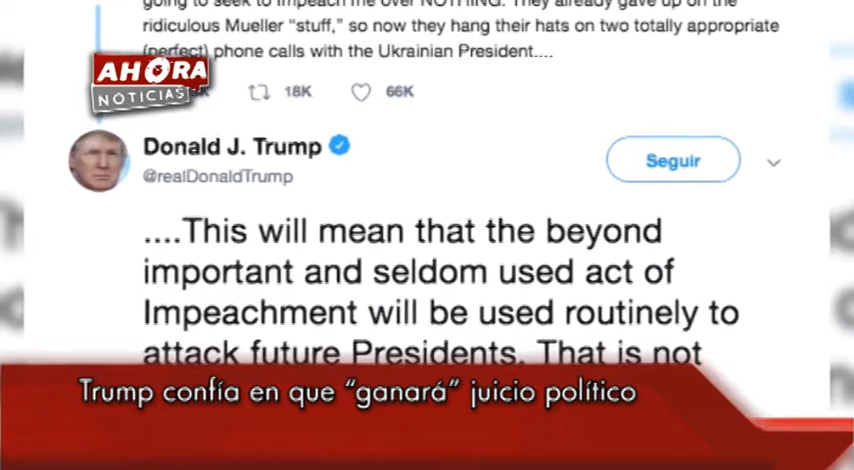 going to seek to Impeach me over NOTHING. They already gave up on the
ridiculous Mueller “stuff,” so now they hang their hats on two totally appropriate
(perfect) phone calls with the Ukrainian President....
AHORA
NOTICIAS
18K
66K
Donald J. Trump
@realDonaldTrump
Seguir
....This will mean that the beyond
important and seldom used act of
Impeachment will be used routinely to
attack future Presidents. That is not
Trump confía en que “ganará” juicio político